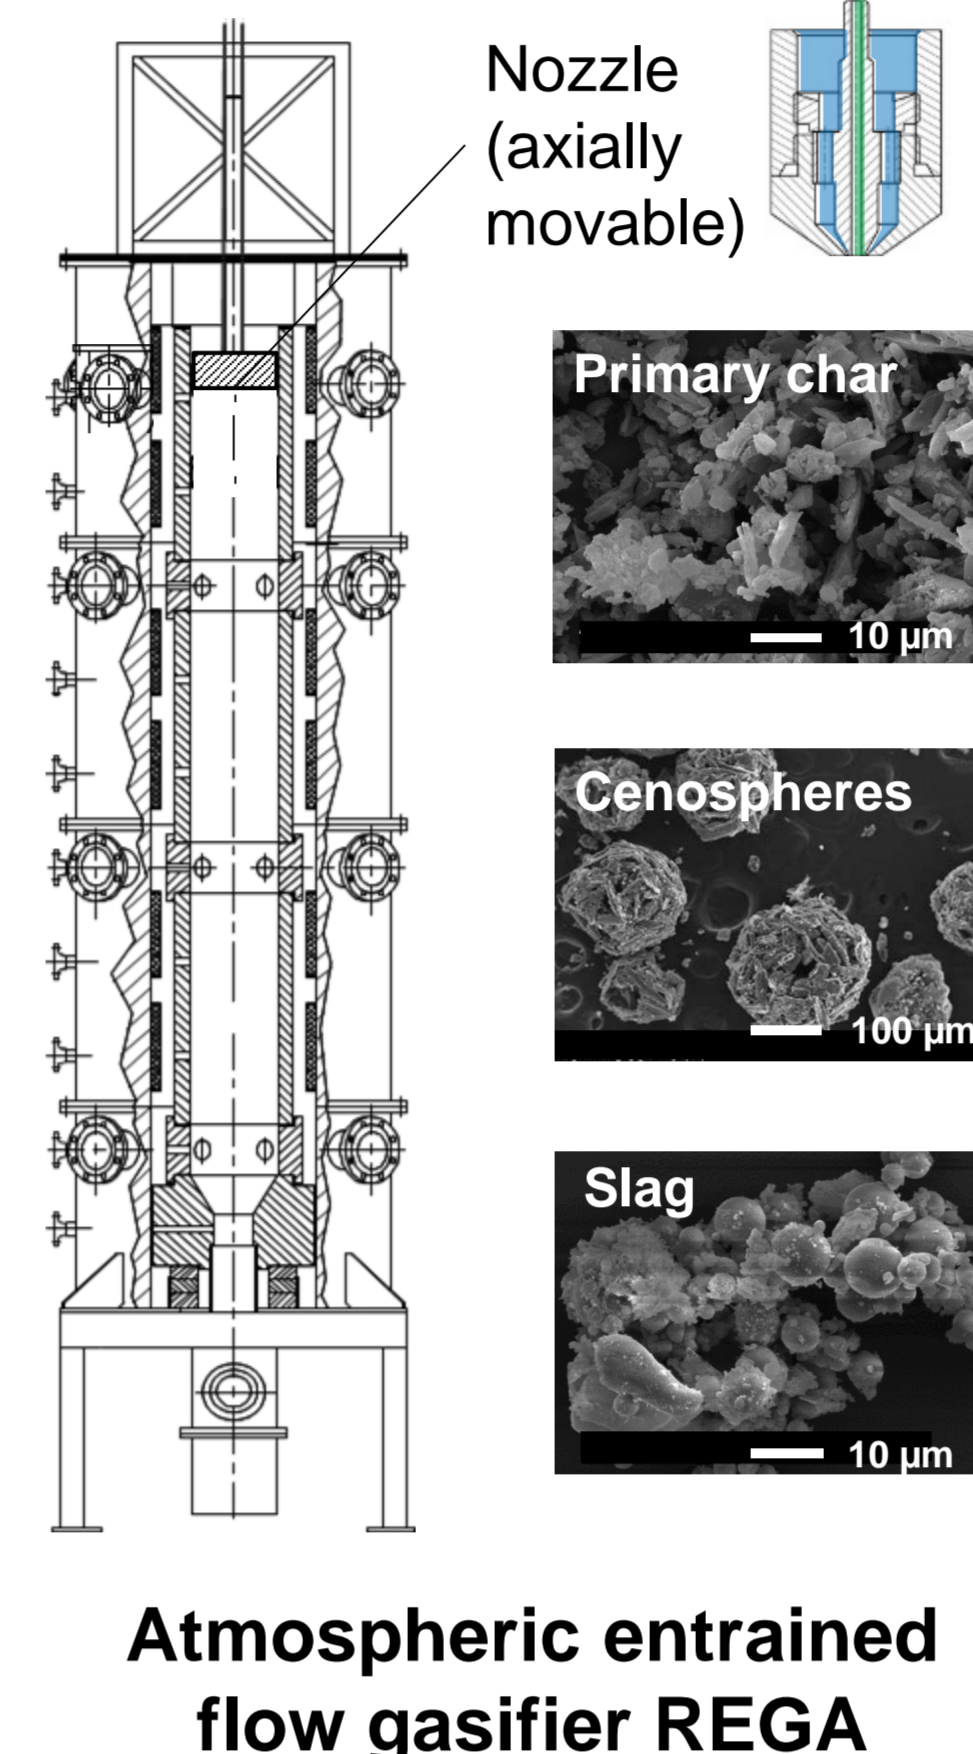 Nozzle
(axially
movable)
Primary char
10 µm
Cenospheres
100 µm
Slag
10 µm
Atmospheric entrained
flow gasifier REGA